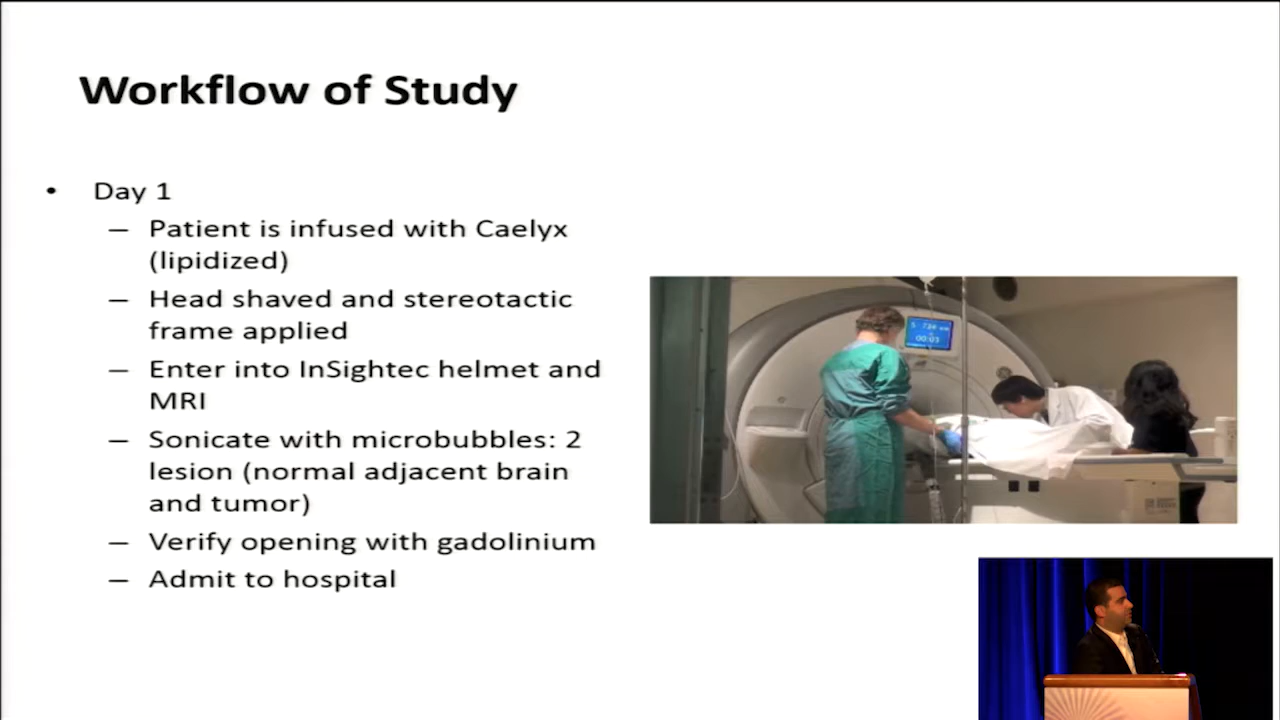 Workflow of Study
• Day 1
– Patient is infused with Caelyx
(lipidized)
– Head shaved and stereotactic
frame applied
– Enter into InSightec helmet and
MRI
– Sonicate with microbubbles: 2
lesion (normal adjacent brain
and tumor)
– Verify opening with gadolinium
– Admit to hospital
00:03